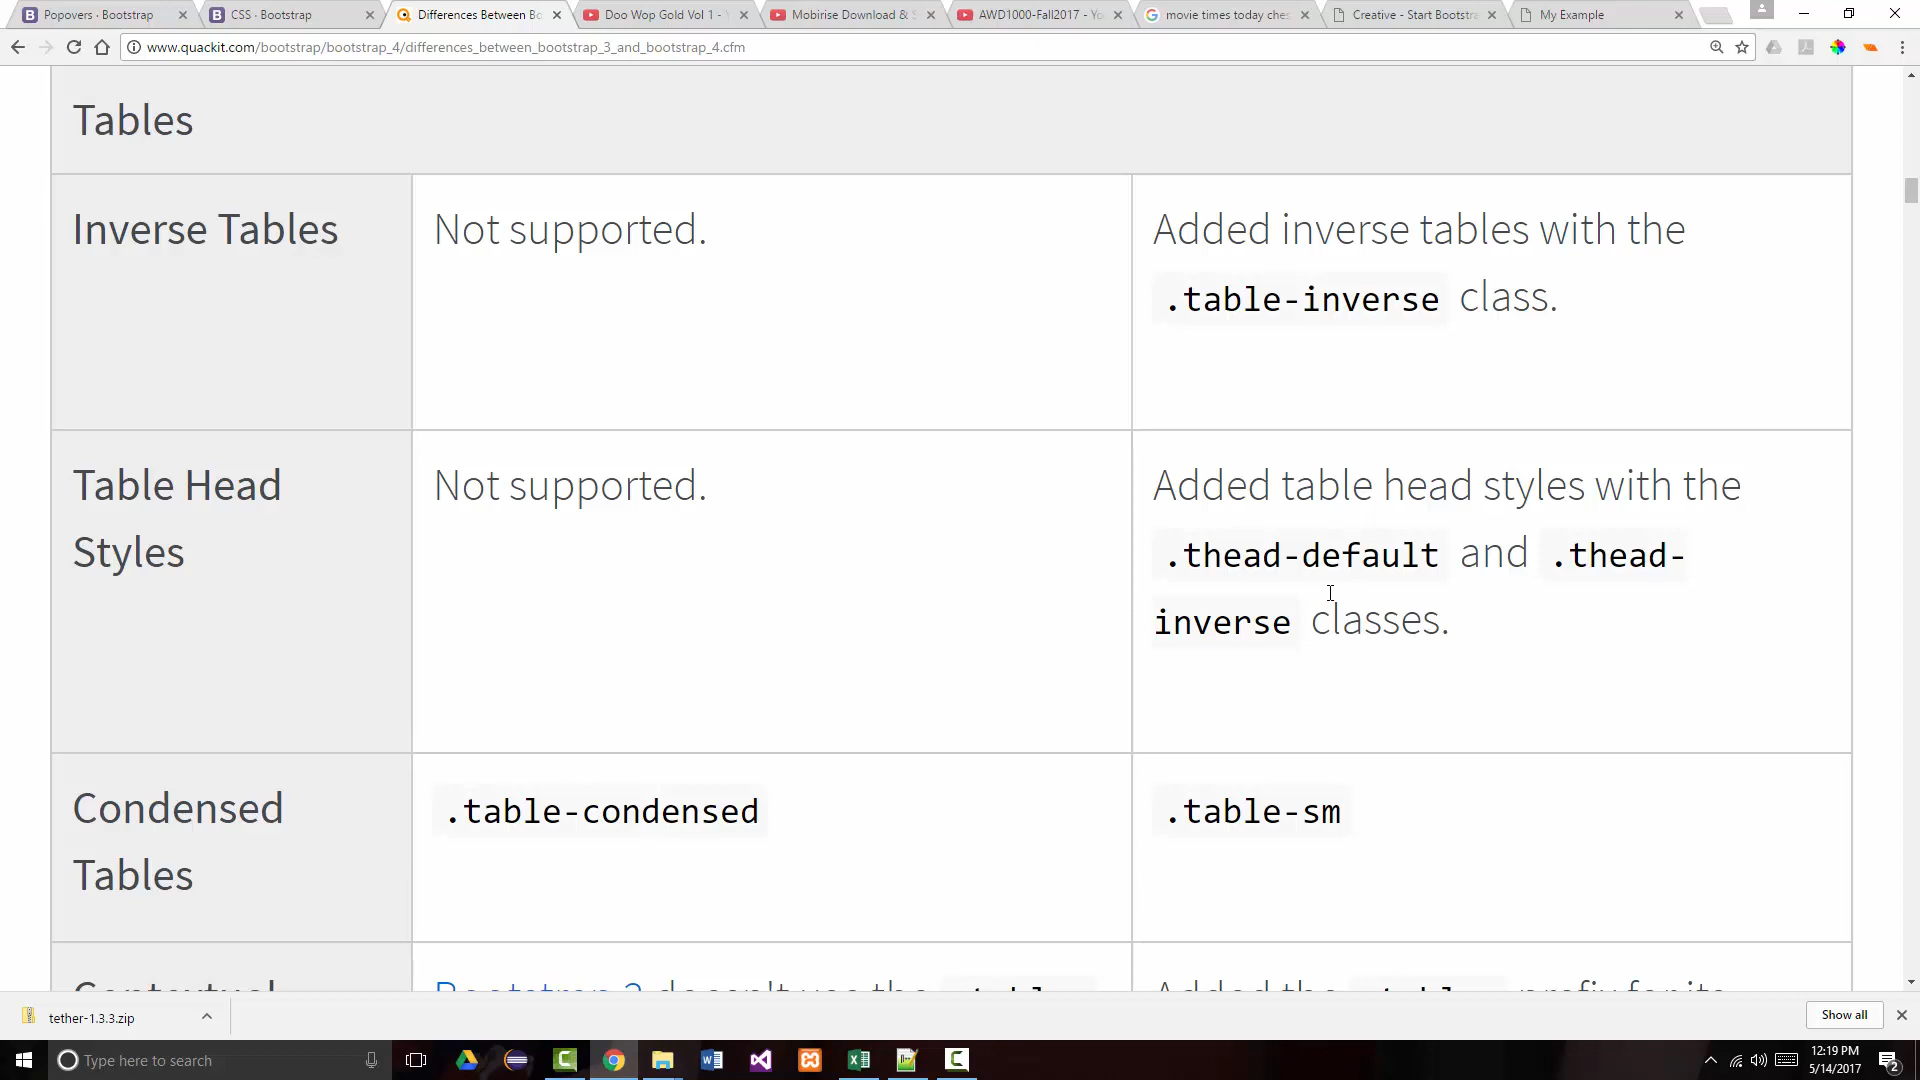 Popovers · Bootstrap
CSS · Bootstrap
Differences Between Bo
Doo Wop Gold Vol 1 - Y
Mobirise Download & S
AWD1000-Fall2017 - Yo
movie times today ches
Creative - Start Bootstra
My Example
www.quackit.com/bootstrap/bootstrap_4/differences_between_bootstrap_3_and_bootstrap_4.cfm
Tables
Inverse Tables
Not supported.
Added inverse tables with the
.table-inverse class.
Table Head
Styles
Not supported.
Added table head styles with the
.thead-default and .thead-
inverse classes.
Condensed
Tables
.table-condensed
.table-sm
tether-1.3.3.zip
Show all
Type here to search
12:19 PM
5/14/2017
2